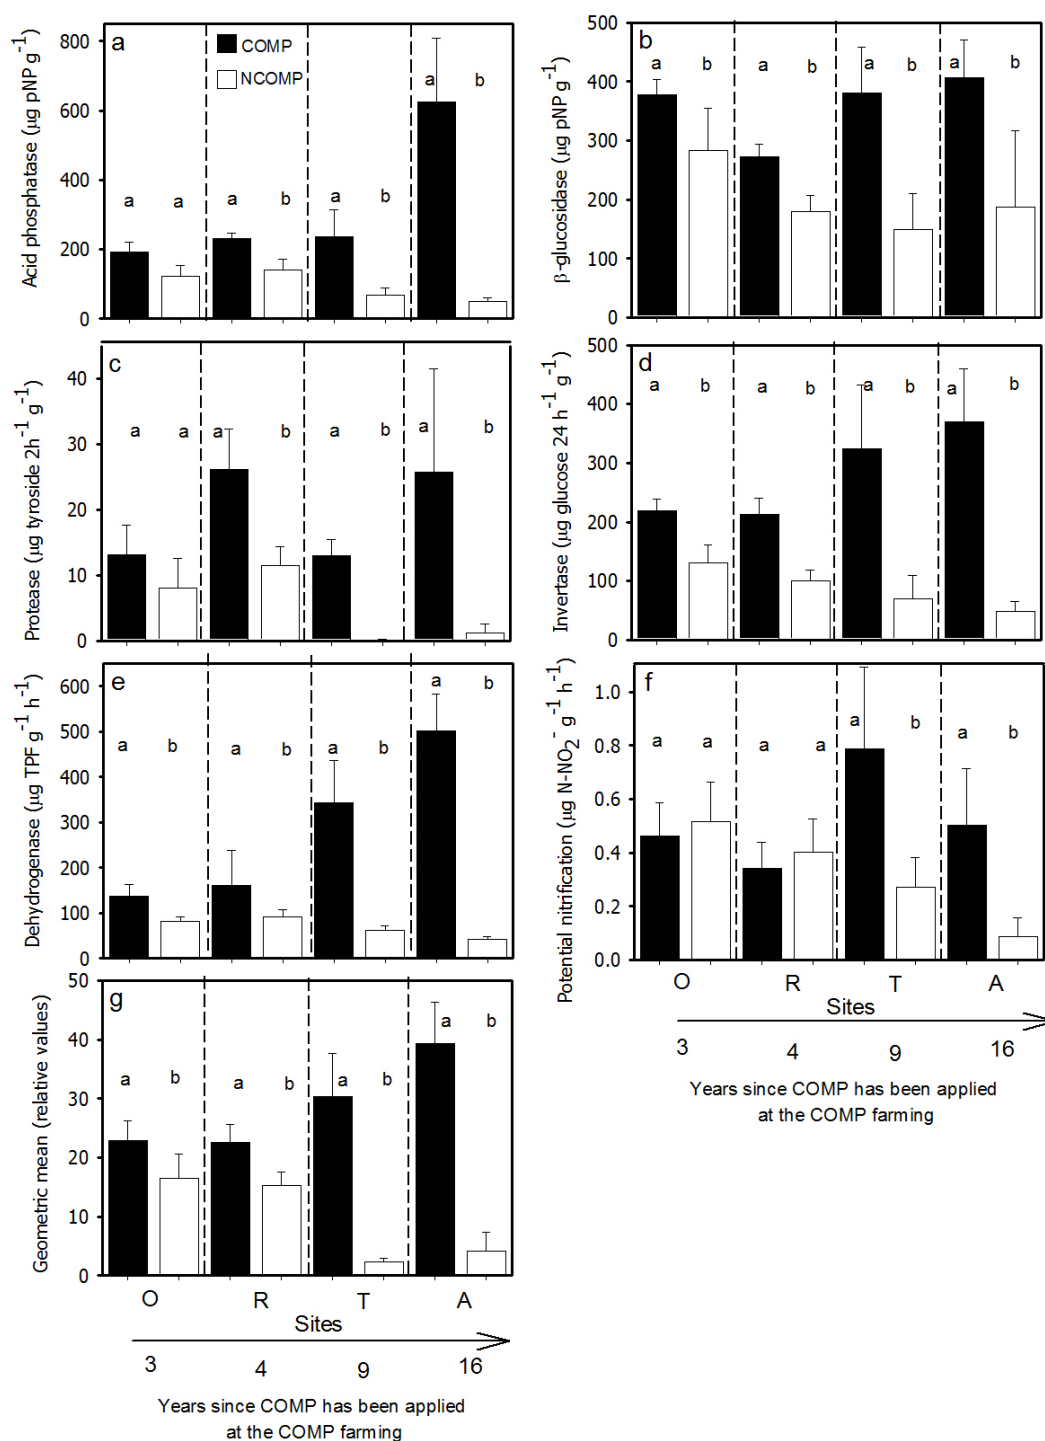 a
COMP
NCOMP
Acid phosphatase (µg pNP g⁻¹)
800
600
400
200
0
a a a b a b a b
b
β-glucosidase (µg pNP g⁻¹)
500
400
300
200
100
0
a b a b a b a b
c
Protease (µg tyroside 2h⁻¹ g⁻¹)
40
30
20
10
0
a a a b a b a b
d
Invertase (µg glucose 24 h⁻¹ g⁻¹)
500
400
300
200
100
0
a b a b a b a b
e
Dehydrogenase (µg TPF g⁻¹ h⁻¹)
600
500
400
300
200
100
0
a b a b a b a b
f
Potential nitrification (µg N-NO₂⁻ g⁻¹ h⁻¹)
1.0
0.8
0.6
0.4
0.2
0.0
a a a a a b a b
O R T A
Sites
3 4 9 16
Years since COMP has been applied
at the COMP farming
g
Geometric mean (relative values)
50
40
30
20
10
0
a b a b a b a b
O R T A
Sites
3 4 9 16
Years since COMP has been applied
at the COMP farming